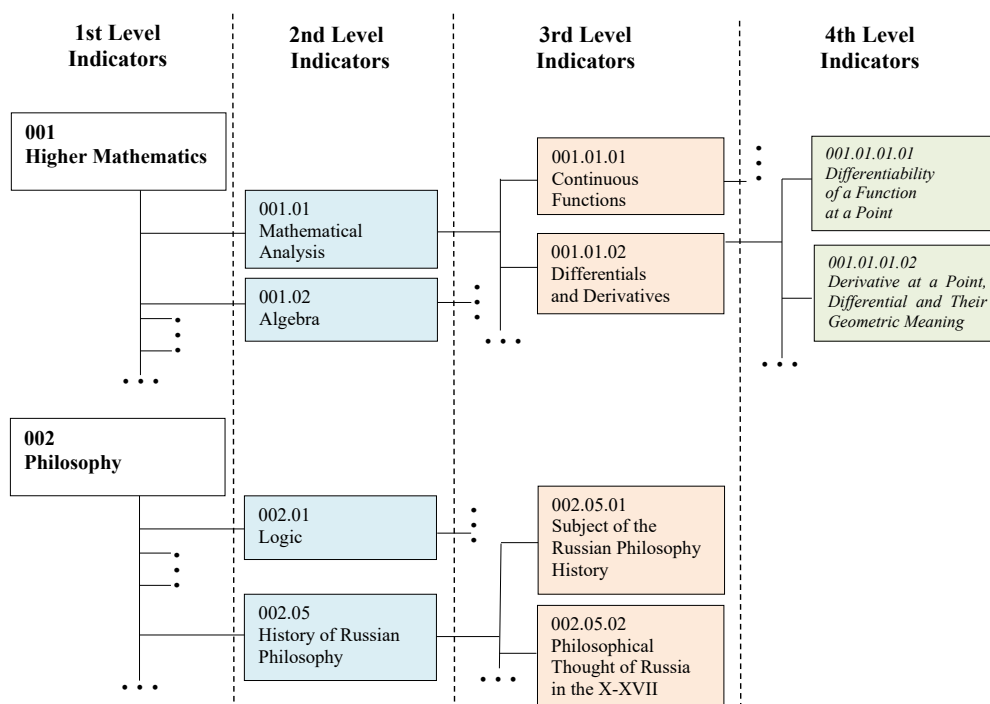 1st Level
Indicators
2nd Level
Indicators
3rd Level
Indicators
4th Level
Indicators
001
Higher Mathematics
001.01
Mathematical
Analysis
001.02
Algebra
001.01.01
Continuous
Functions
001.01.02
Differentials
and Derivatives
001.01.01.01
Differentiability
of a Function
at a Point
001.01.01.02
Derivative at a Point,
Differential and Their
Geometric Meaning
002
Philosophy
002.01
Logic
002.05
History of Russian
Philosophy
002.05.01
Subject of the
Russian Philosophy
History
002.05.02
Philosophical
Thought of Russia
in the X-XVII